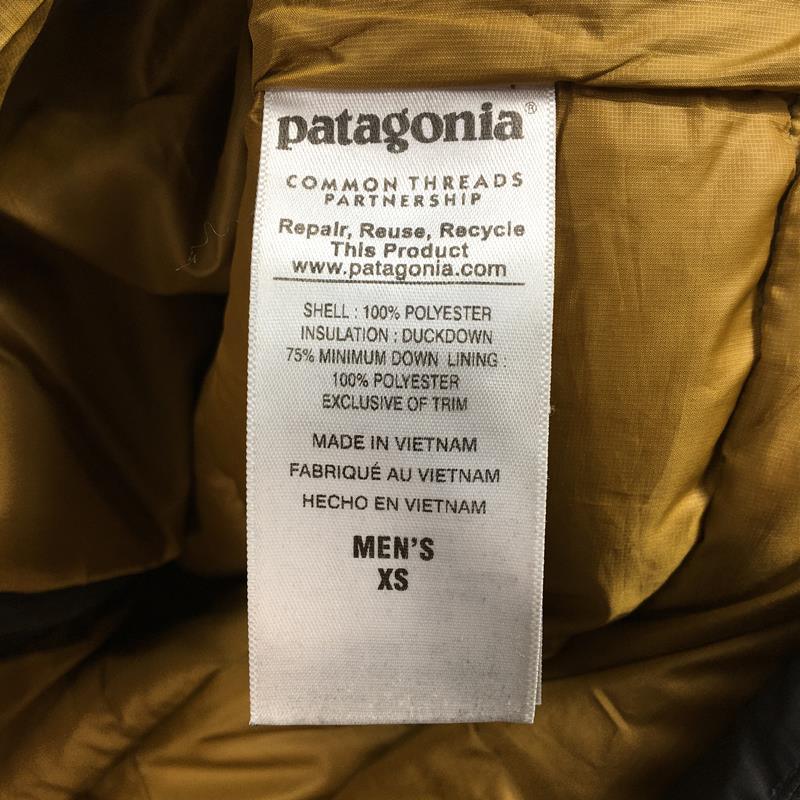 patagonia®
COMMON THREADS
PARTNERSHIP
Repair, Reuse, Recycle
This Product
www.patagonia.com
SHELL : 100% POLYESTER
INSULATION : DUCKDOWN
75% MINIMUM DOWN LINING :
100% POLYESTER
EXCLUSIVE OF TRIM
MADE IN VIETNAM
FABRIQUÉ AU VIETNAM
HECHO EN VIETNAM
MEN'S
XS